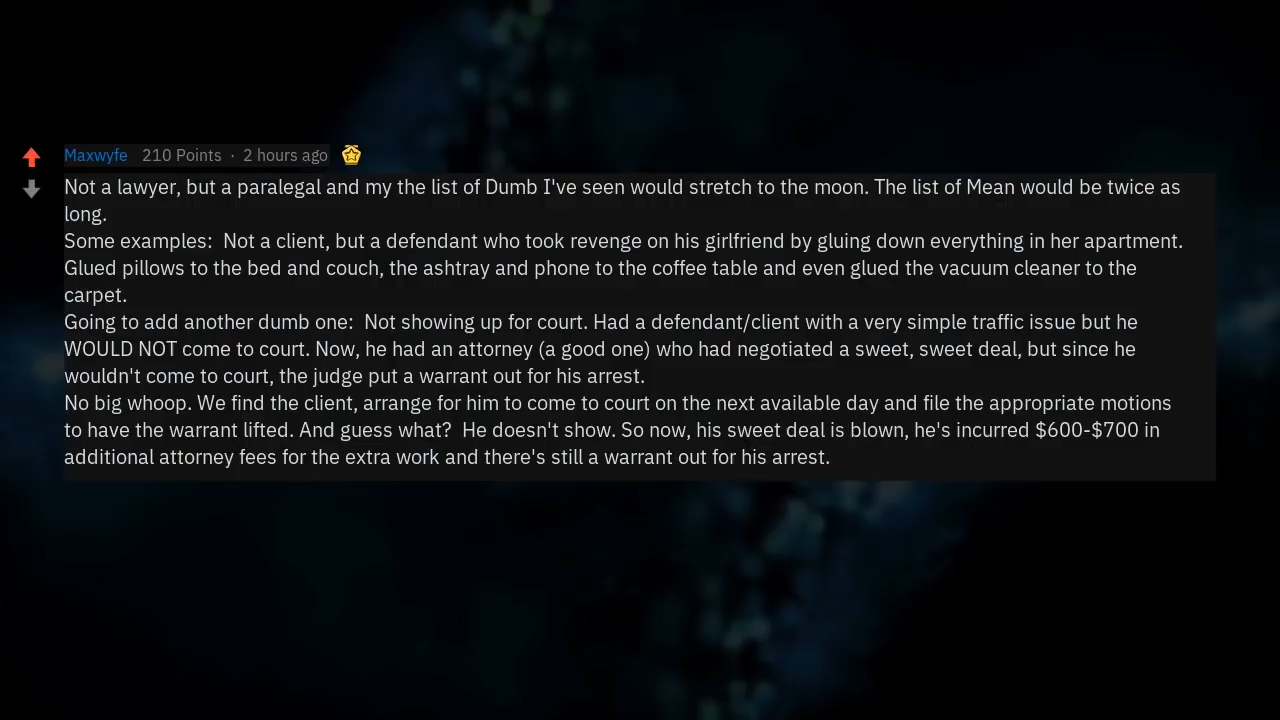 Maxwyfe 210 Points · 2 hours ago
Not a lawyer, but a paralegal and my the list of Dumb I've seen would stretch to the moon. The list of Mean would be twice as
long.
Some examples:  Not a client, but a defendant who took revenge on his girlfriend by gluing down everything in her apartment.
Glued pillows to the bed and couch, the ashtray and phone to the coffee table and even glued the vacuum cleaner to the
carpet.
Going to add another dumb one:  Not showing up for court. Had a defendant/client with a very simple traffic issue but he
WOULD NOT come to court. Now, he had an attorney (a good one) who had negotiated a sweet, sweet deal, but since he
wouldn't come to court, the judge put a warrant out for his arrest.
No big whoop. We find the client, arrange for him to come to court on the next available day and file the appropriate motions
to have the warrant lifted. And guess what?  He doesn't show. So now, his sweet deal is blown, he's incurred $600-$700 in
additional attorney fees for the extra work and there's still a warrant out for his arrest.